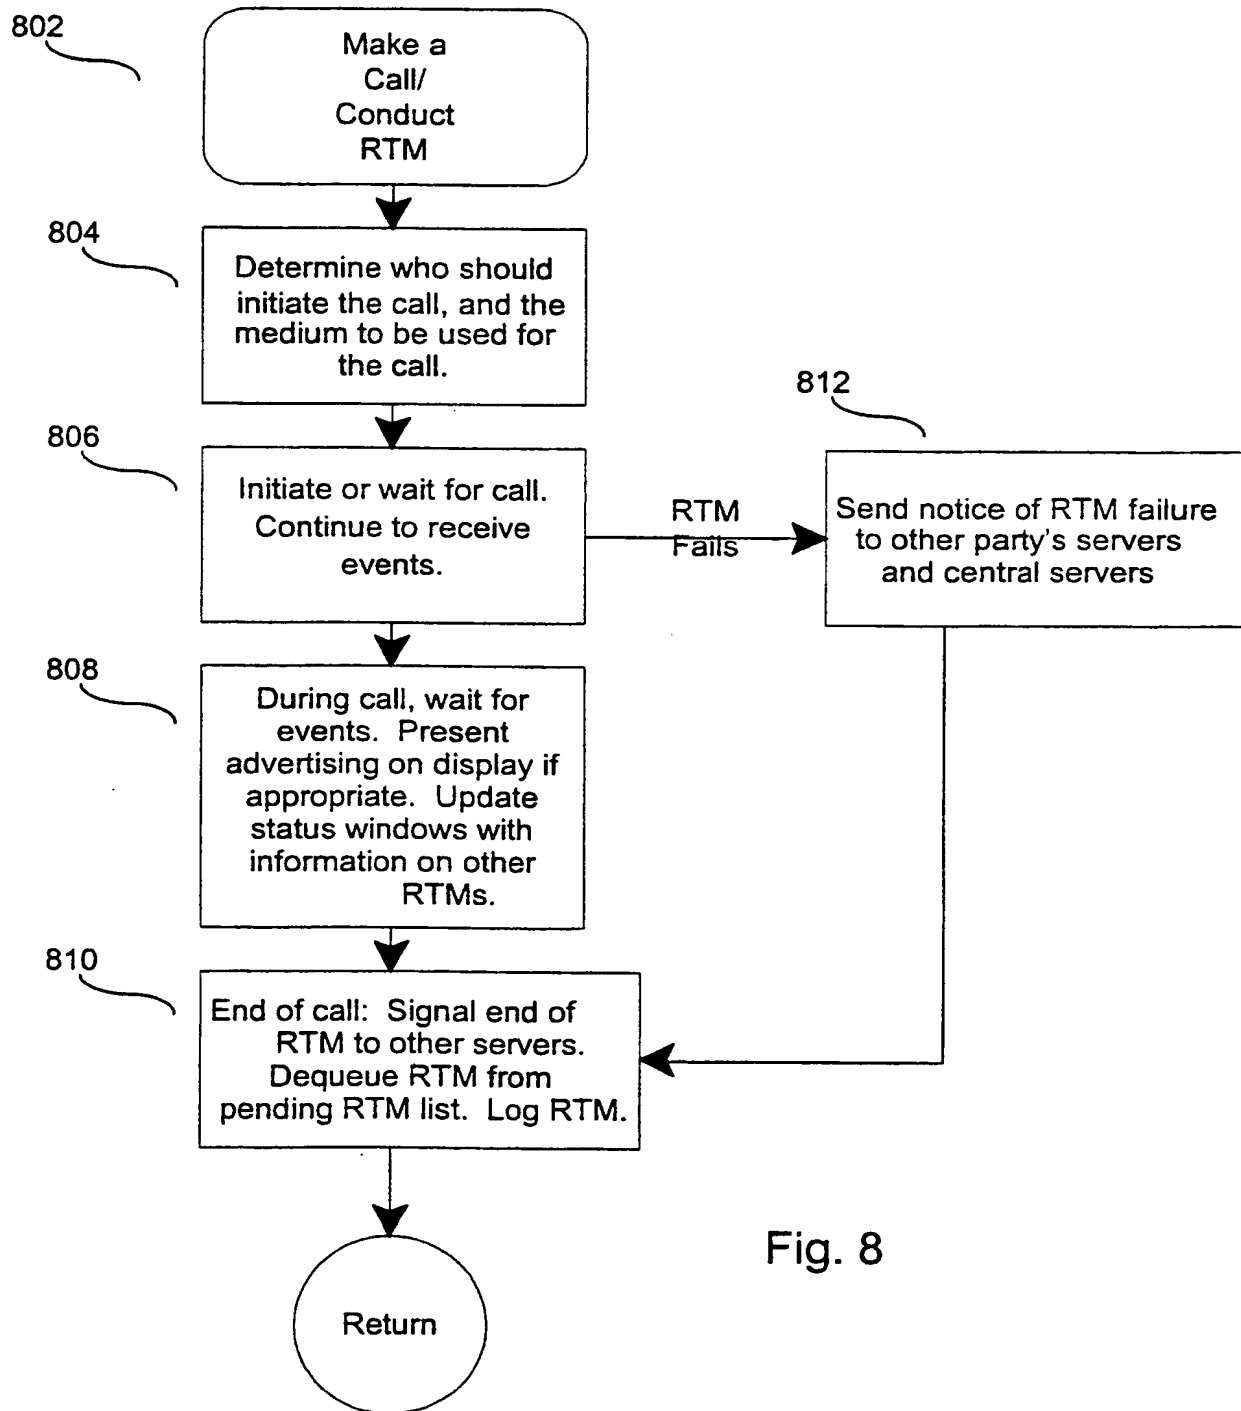 802
Make a
Call/
Conduct
RTM
804
Determine who should
initiate the call, and the
medium to be used for
the call.
806
Initiate or wait for call.
Continue to receive
events.
RTM
Fails
812
Send notice of RTM failure
to other party's servers
and central servers
808
During call, wait for
events. Present
advertising on display if
appropriate. Update
status windows with
information on other
RTMs.
810
End of call: Signal end of
RTM to other servers.
Dequeue RTM from
pending RTM list. Log RTM.
Return
Fig. 8